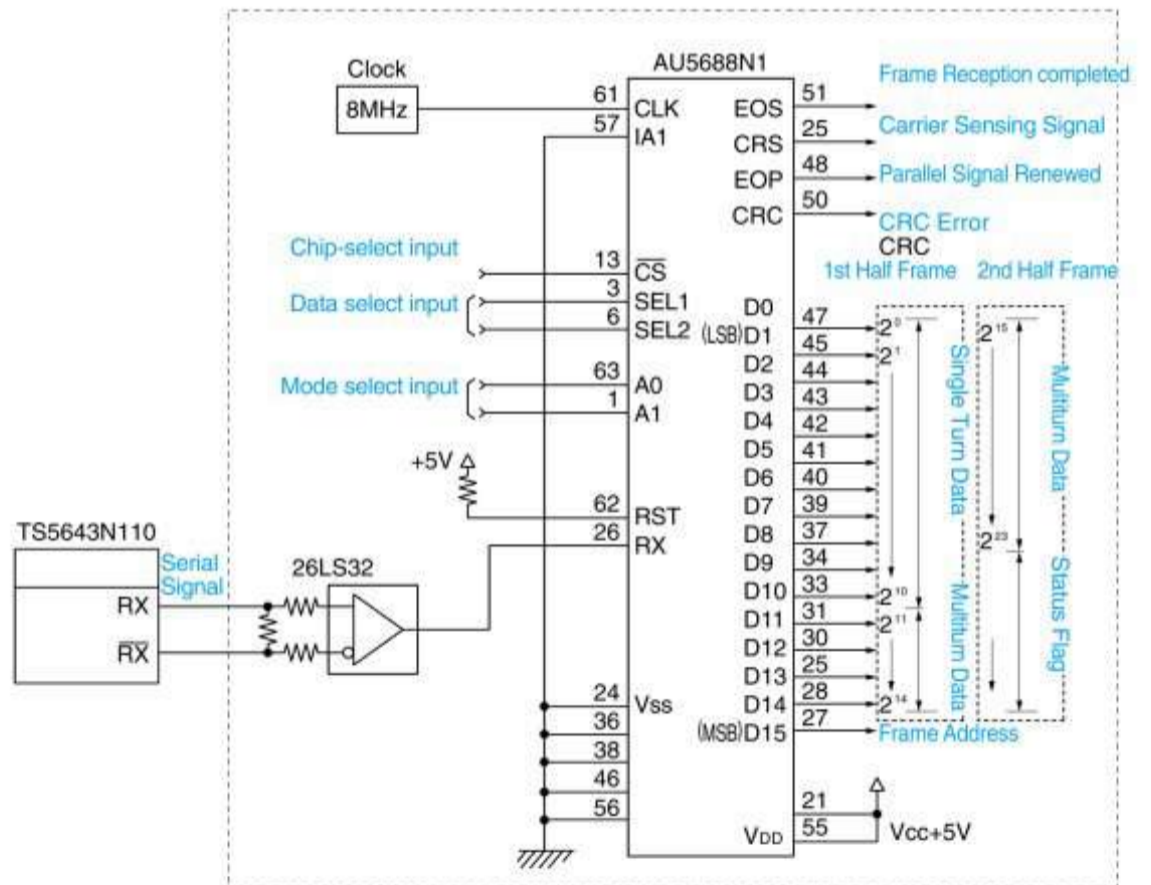 Clock
8MHz
AU5688N1
61 CLK
57 IA1
EOS 51 Frame Reception completed
CRS 25 Carrier Sensing Signal
EOP 48 Parallel Signal Renewed
CRC 50 CRC Error
CRC
1st Half Frame 2nd Half Frame
Chip-select input
13 CS
Data select input
3 SEL1
6 SEL2
Mode select input
63 A0
1 A1
+5V
62 RST
26 RX
TS5643N110
Serial
Signal
RX
RX
26LS32
24 Vss
36
38
46
56
D0
47
(LSB)D1
45
D2
44
D3
43
D4
42
D5
41
D6
40
D7
39
D8
37
D9
34
D10 33
D11 31
D12 30
D13 25
D14 28
(MSB)D15 27
2⁰
2¹
2¹⁰
2¹¹
2¹⁴
Single Turn Data
Multiturn Data
2¹⁵
2²³
Multiturn Data
Status Flag
Frame Address
21
VDD 55
Vcc+5V